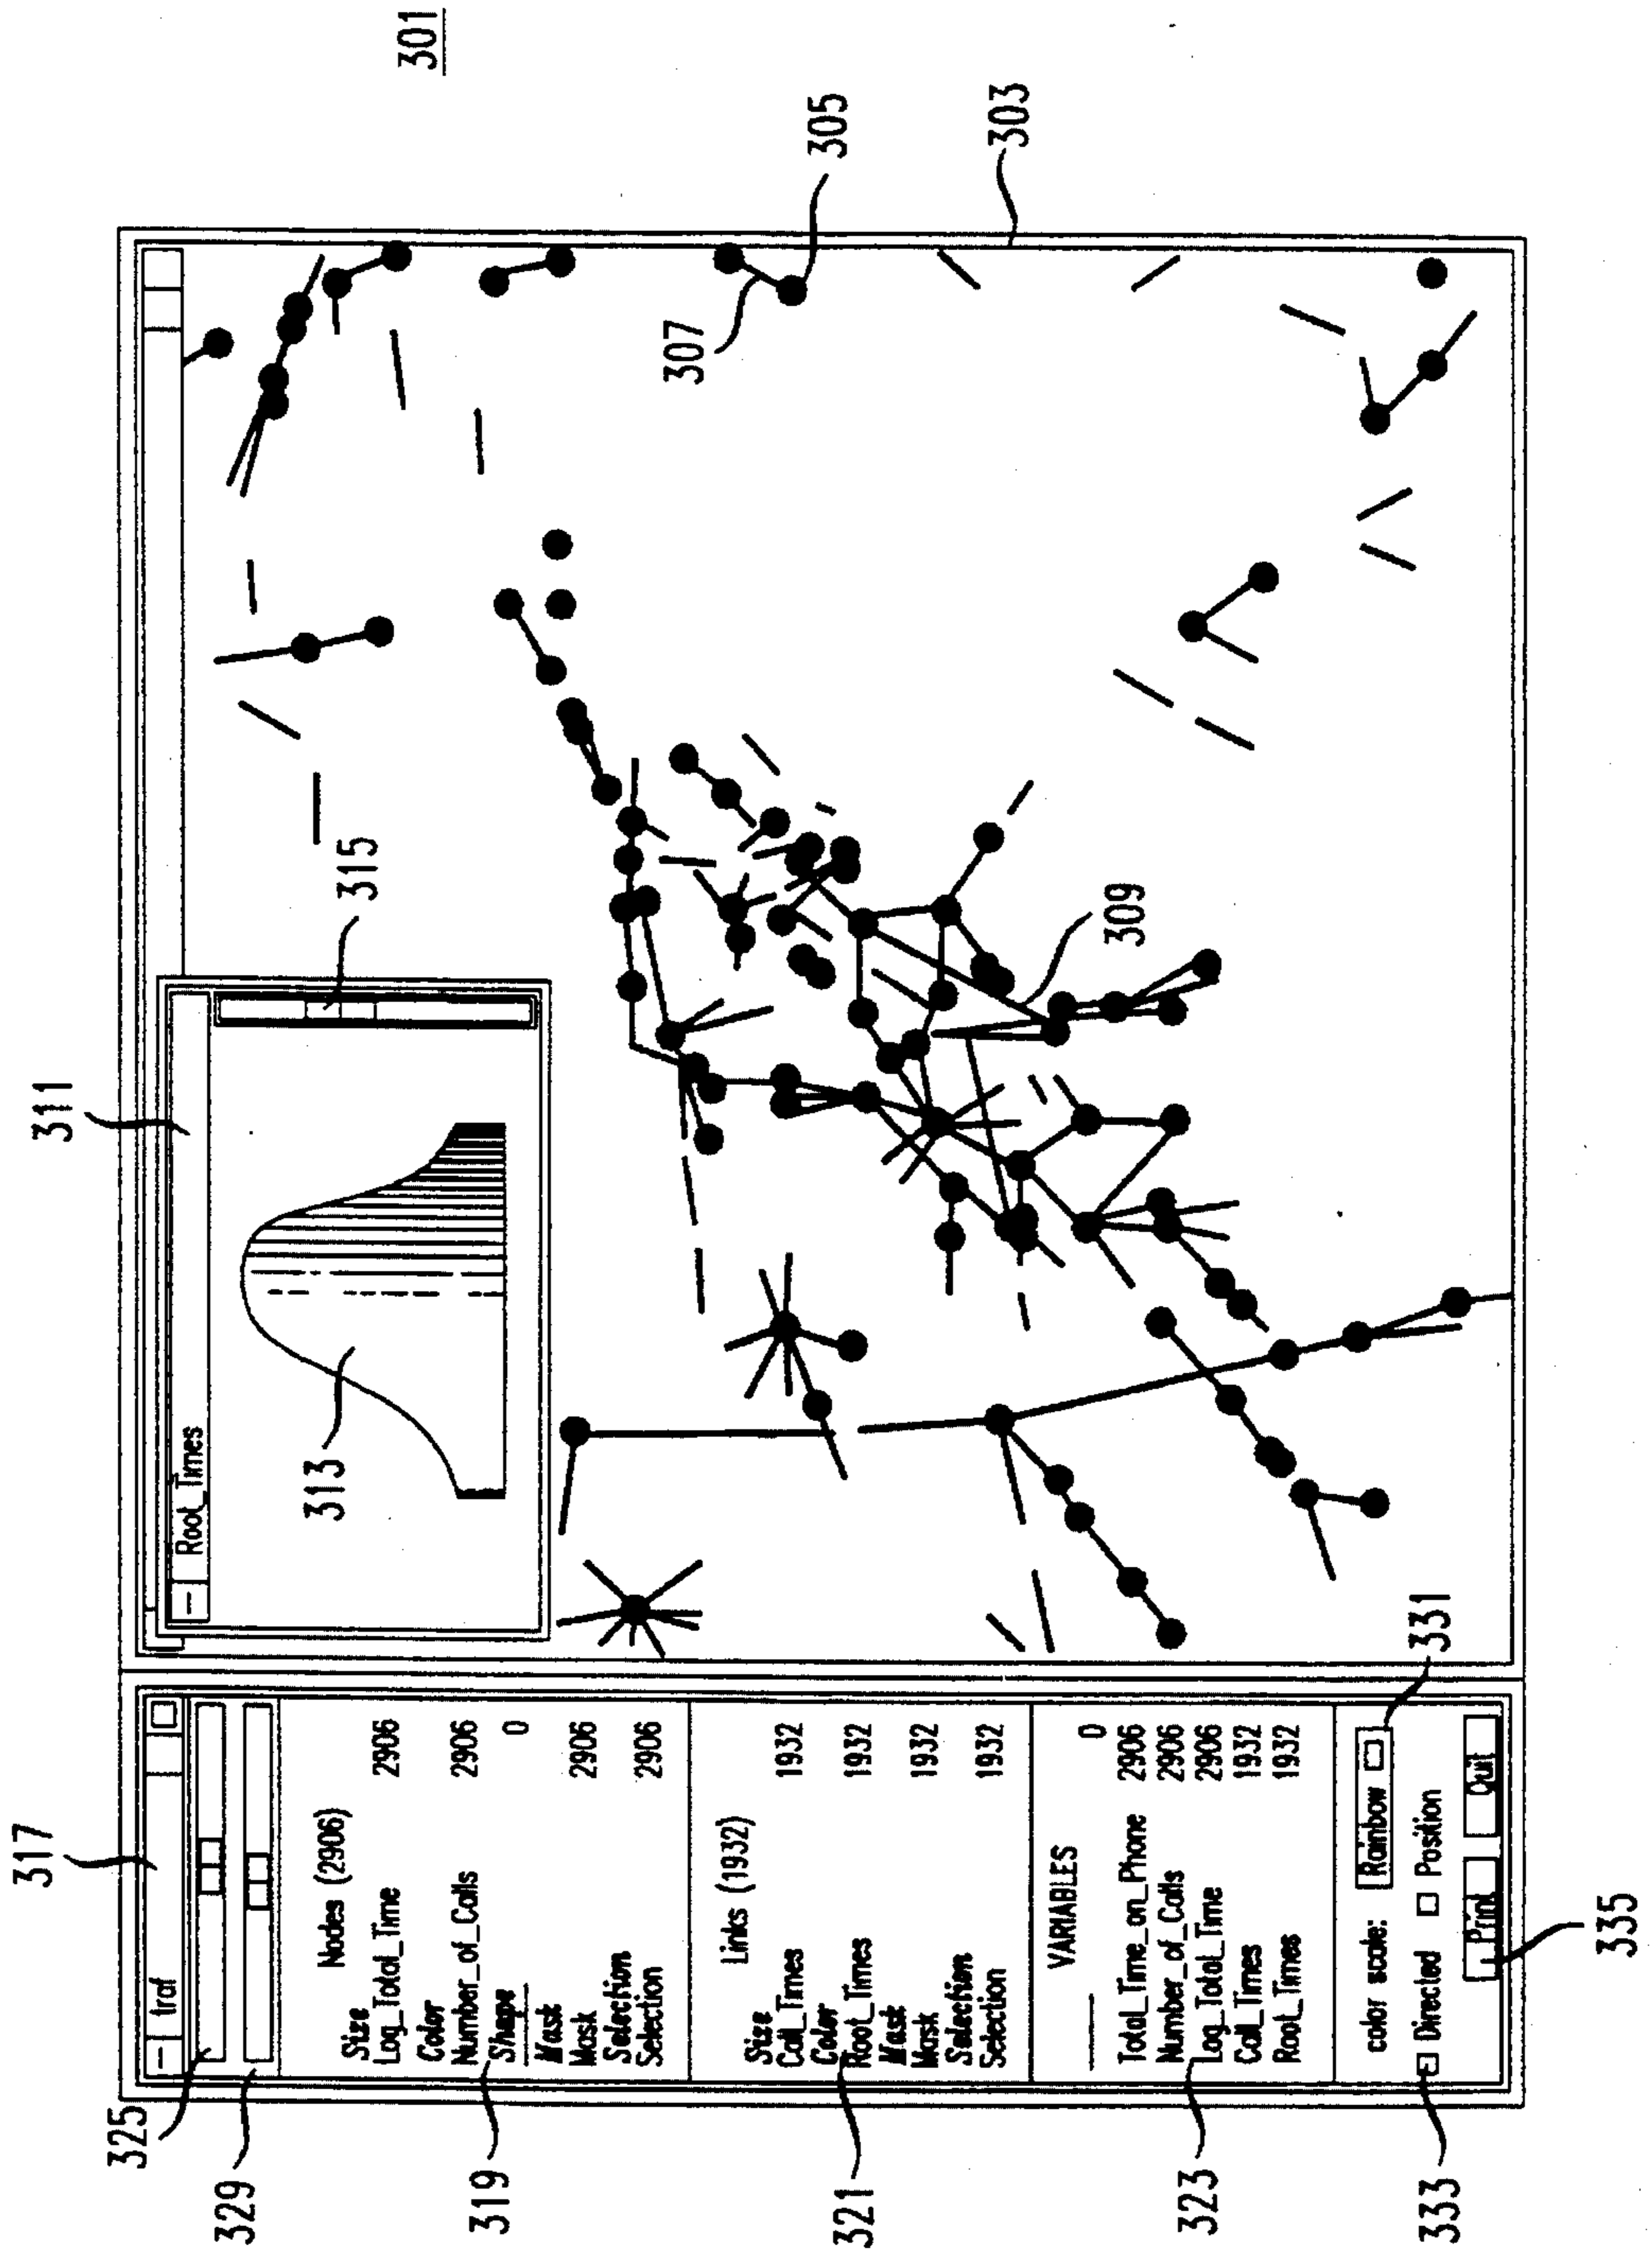 301
317
311
– traf
– Root_Times
325
329
313
315
Nodes (2906)
Size
Log_Total_Time 2906
Color
Number_of_Calls 2906
Shape 0
Mask
Mask 2906
Selection
Selection 2906
319
307
305
303
Links (1932)
Size
Call_Times 1932
Color
Root_Times 1932
Mask
Mask 1932
Selection
Selection 1932
321
309
VARIABLES
0
Total_Time_on_Phone 2906
Number_of_Calls 2906
Log_Total_Time 2906
Call_Times 1932
Root_Times 1932
323
color scale: Rainbow
Directed Position
Print Quit
331
333
335